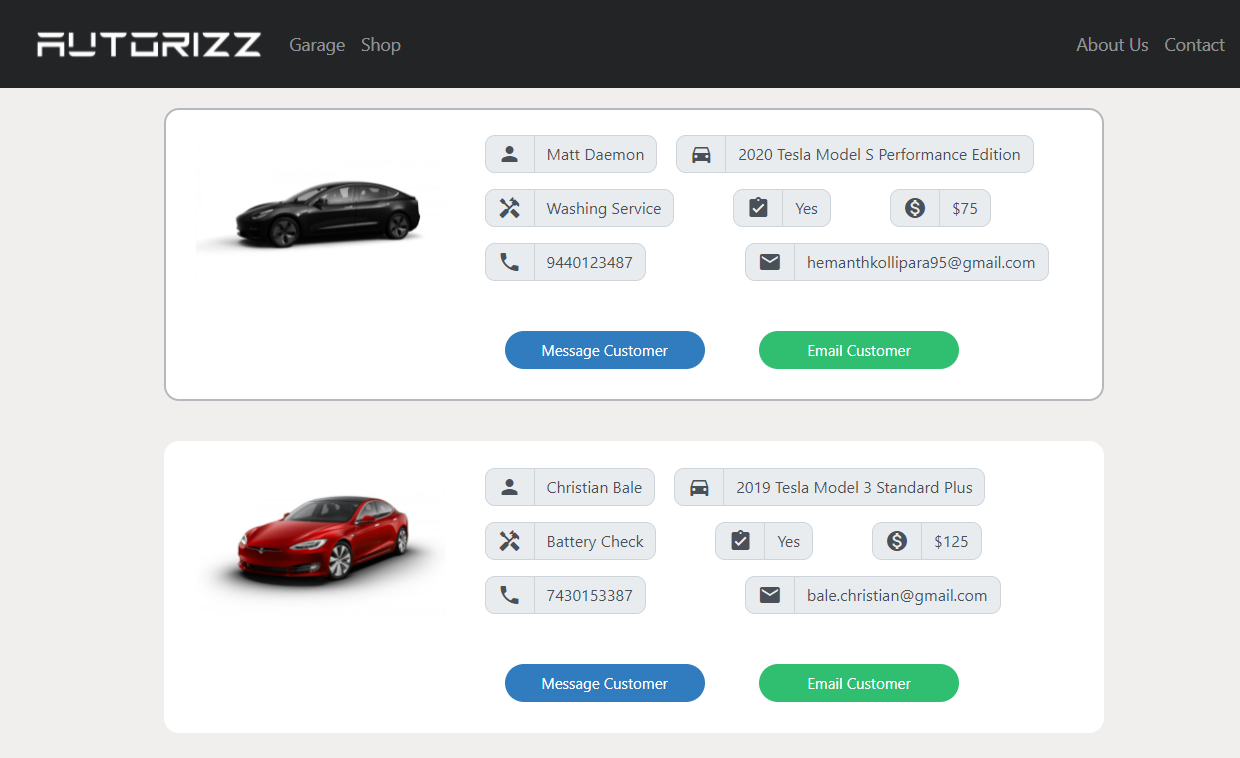 AUTORIZZ Garage Shop About Us Contact
Matt Daemon 2020 Tesla Model S Performance Edition
Washing Service Yes $75
9440123487 hemanthkollipara95@gmail.com
Message Customer Email Customer
Christian Bale 2019 Tesla Model 3 Standard Plus
Battery Check Yes $125
7430153387 bale.christian@gmail.com
Message Customer Email Customer